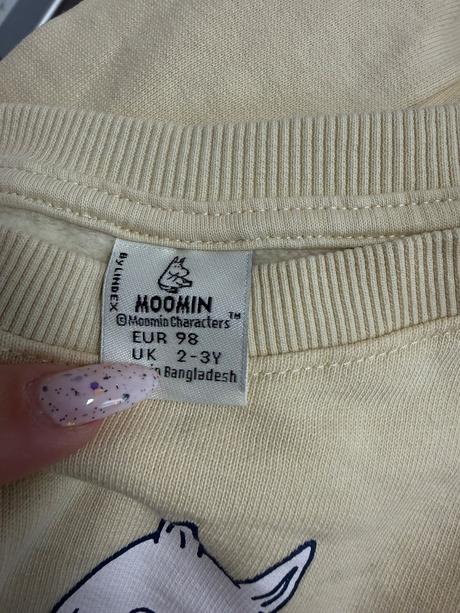 By LINDEX
MOOMIN
©Moomin Characters™
EUR 98
UK 2-3Y
Bangladesh